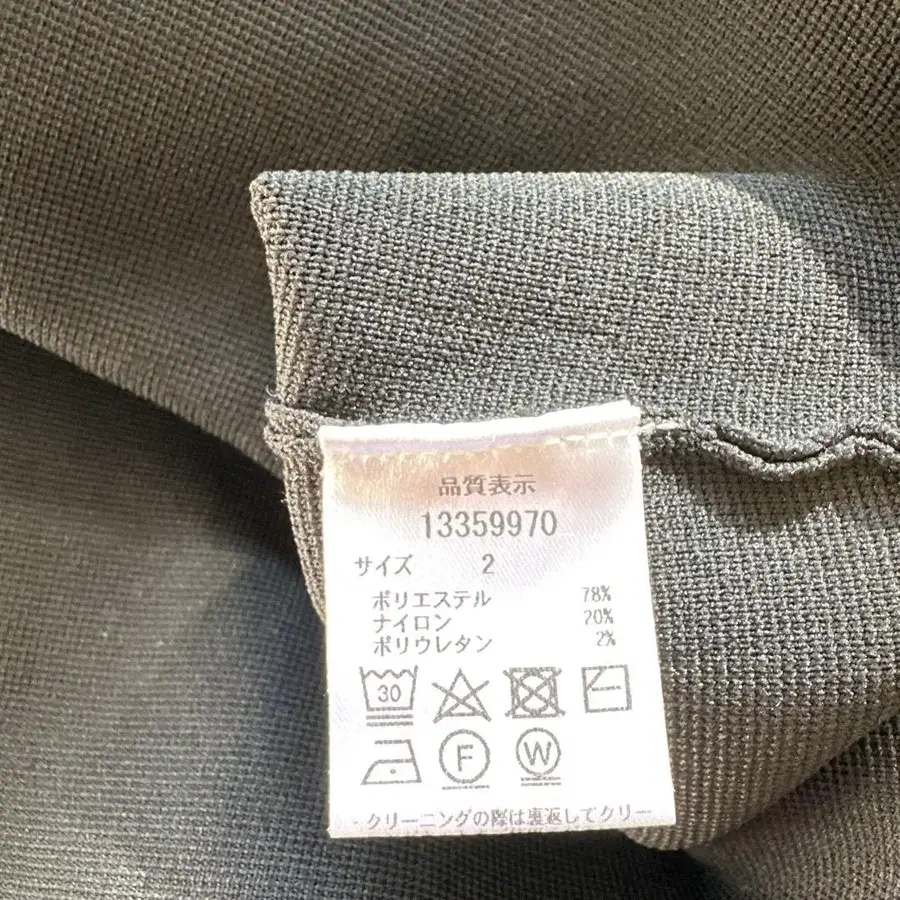 品質表示
13359970
サイズ 2
ポリエステル 78%
ナイロン 20%
ポリウレタン 2%
30
F W
クリーニングの際は裏返してクリー